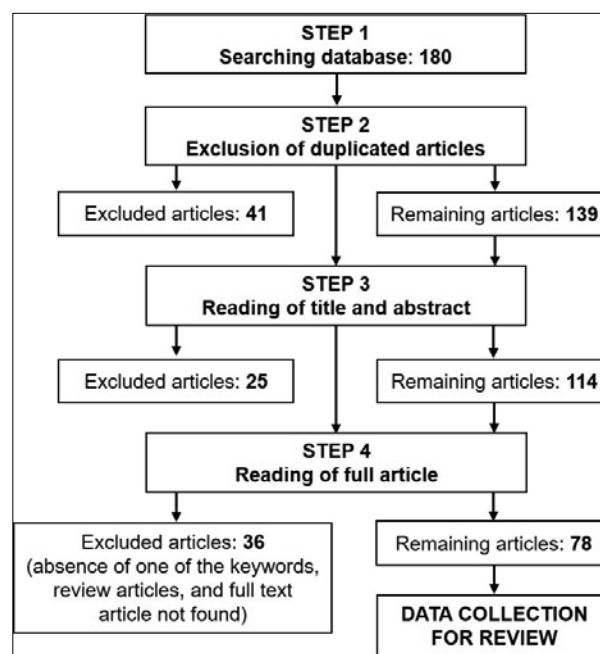 STEP 1
Searching database: 180
STEP 2
Exclusion of duplicated articles
Excluded articles: 41
Remaining articles: 139
STEP 3
Reading of title and abstract
Excluded articles: 25
Remaining articles: 114
STEP 4
Reading of full article
Excluded articles: 36
(absence of one of the keywords,
review articles, and full text
article not found)
Remaining articles: 78
DATA COLLECTION
FOR REVIEW